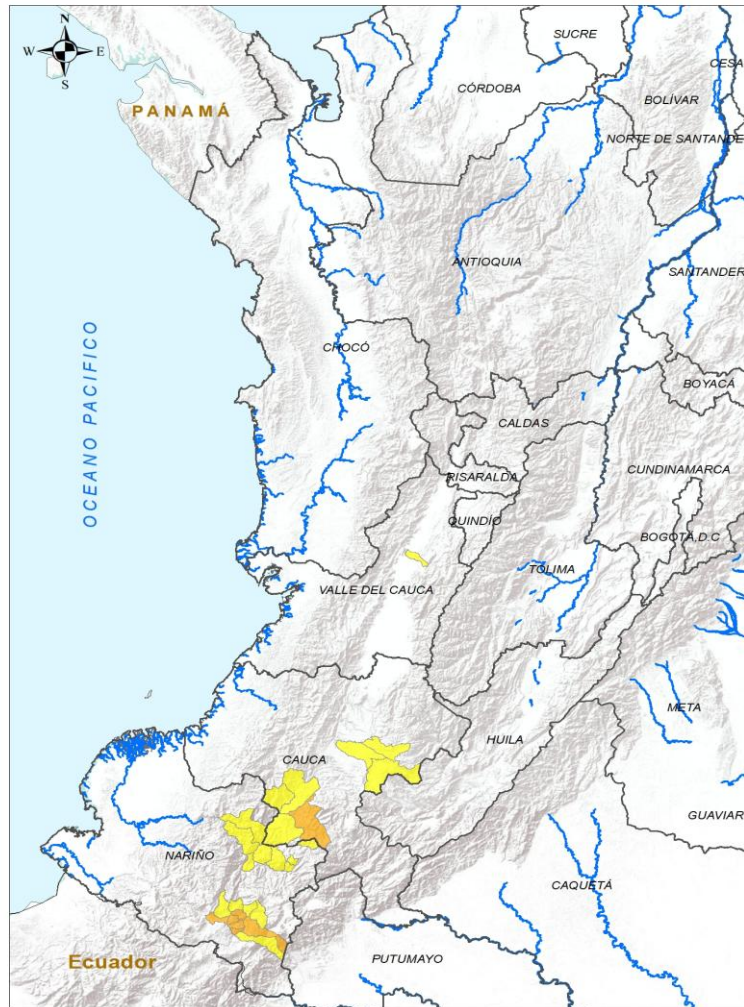 N
W E
S
PANAMÁ
SUCRE
CÓRDOBA
CESA
BOLÍVAR
NORTE DE SANTANDE
ANTIOQUIA
SANTANDER
OCEANO PACIFICO
CHOCÓ
BOYACÁ
CALDAS
CUNDINAMARCA
RISARALDA
QUINDÍO
BOGOTÁ,D.C
TOLIMA
VALLE DEL CAUCA
META
HUILA
CAUCA
GUAVIAR
NARIÑO
CAQUETÁ
PUTUMAYO
Ecuador